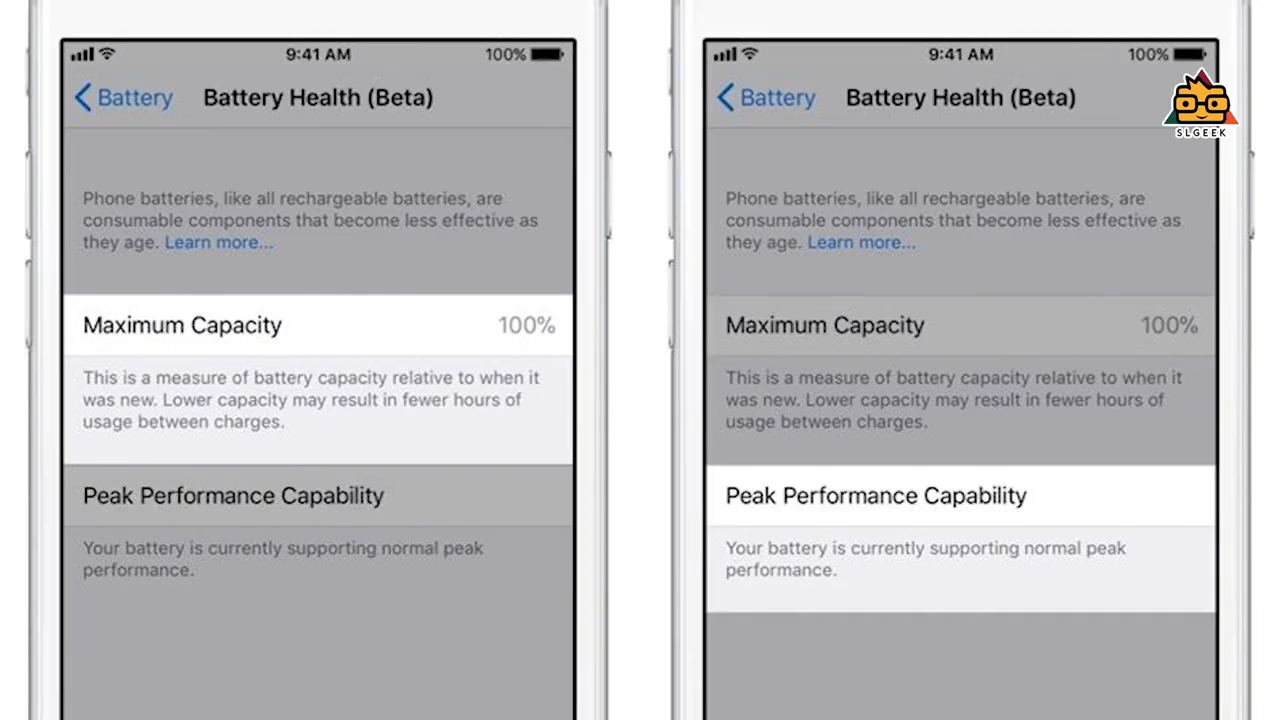 9:41 AM 100%
Battery Battery Health (Beta)
Phone batteries, like all rechargeable batteries, are
consumable components that become less effective as
they age. Learn more...
Maximum Capacity 100%
This is a measure of battery capacity relative to when it
was new. Lower capacity may result in fewer hours of
usage between charges.
Peak Performance Capability
Your battery is currently supporting normal peak
performance.
9:41 AM 100%
Battery Battery Health (Beta)
SLGEEK
Phone batteries, like all rechargeable batteries, are
consumable components that become less effective as
they age. Learn more...
Maximum Capacity 100%
This is a measure of battery capacity relative to when it
was new. Lower capacity may result in fewer hours of
usage between charges.
Peak Performance Capability
Your battery is currently supporting normal peak
performance.